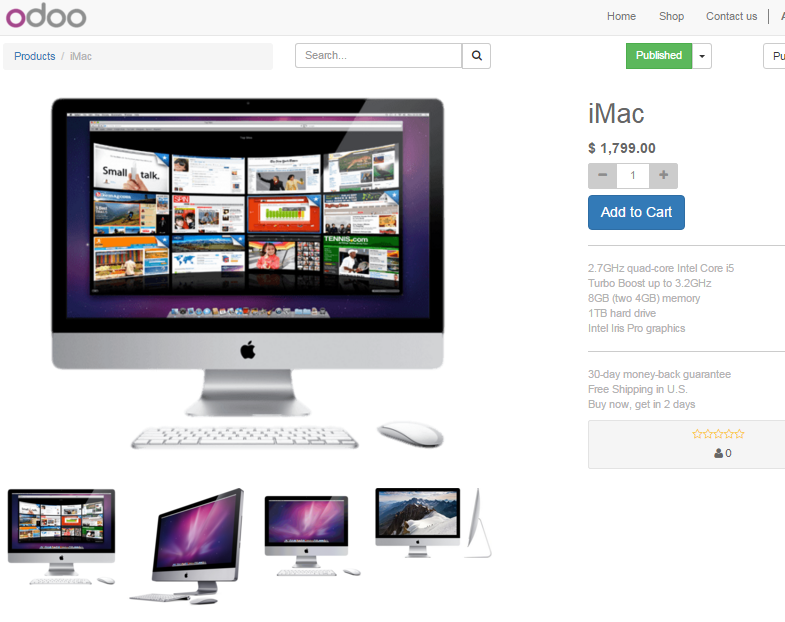 odoo
Home Shop Contact us
Products / iMac
Search...
Published
Pu
iMac
$ 1,799.00
1
Add to Cart
2.7GHz quad-core Intel Core i5
Turbo Boost up to 3.2GHz
8GB (two 4GB) memory
1TB hard drive
Intel Iris Pro graphics
30-day money-back guarantee
Free Shipping in U.S.
Buy now, get in 2 days
0
Small talk.
SPIN
TENNIS.com